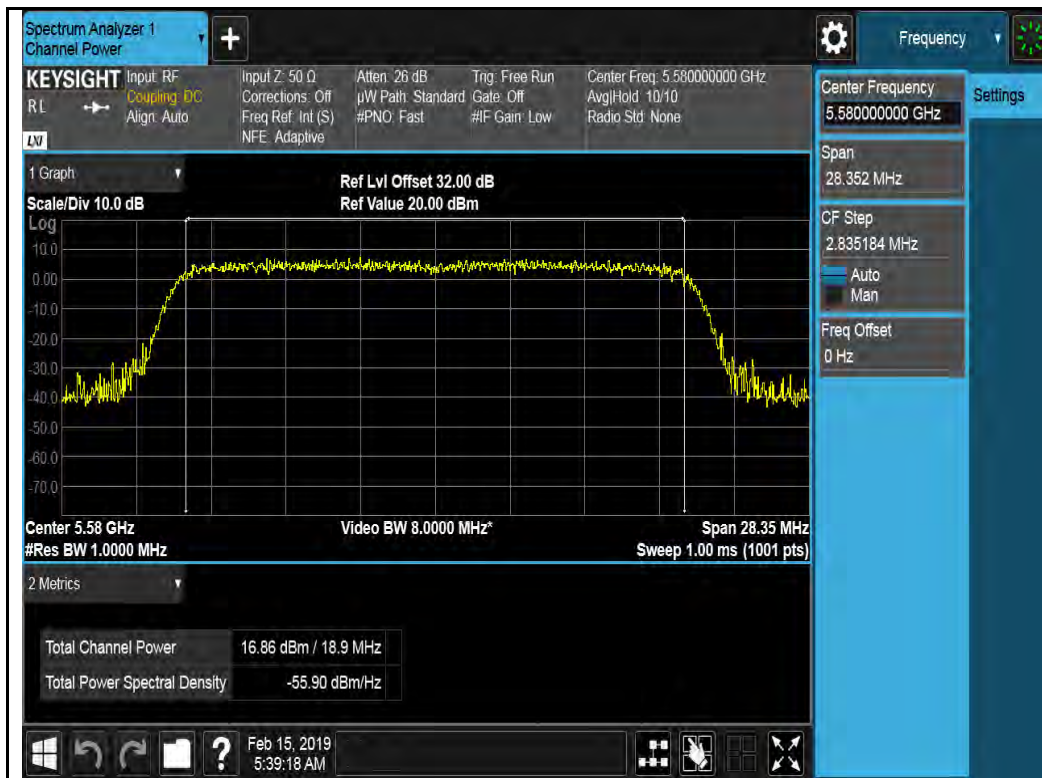 Spectrum Analyzer 1
Channel Power
+
Frequency
KEYSIGHT
RL
LXI
Input: RF
Coupling: DC
Align: Auto
Input Z: 50 Ω
Corrections: Off
Freq Ref: Int (S)
NFE: Adaptive
Atten: 26 dB
µW Path: Standard
#PNO: Fast
Trig: Free Run
Gate: Off
#IF Gain: Low
Center Freq: 5.580000000 GHz
Avg|Hold: 10/10
Radio Std: None
Center Frequency
5.580000000 GHz
Settings
Span
28.352 MHz
CF Step
2.835184 MHz
Auto
Man
Freq Offset
0 Hz
1 Graph
Scale/Div 10.0 dB
Ref Lvl Offset 32.00 dB
Ref Value 20.00 dBm
Log
10.0
0.00
-10.0
-20.0
-30.0
-40.0
-50.0
-60.0
-70.0
Center 5.58 GHz
#Res BW 1.0000 MHz
Video BW 8.0000 MHz*
Span 28.35 MHz
Sweep 1.00 ms (1001 pts)
2 Metrics
Total Channel Power 16.86 dBm / 18.9 MHz
Total Power Spectral Density -55.90 dBm/Hz
?
Feb 15, 2019
5:39:18 AM